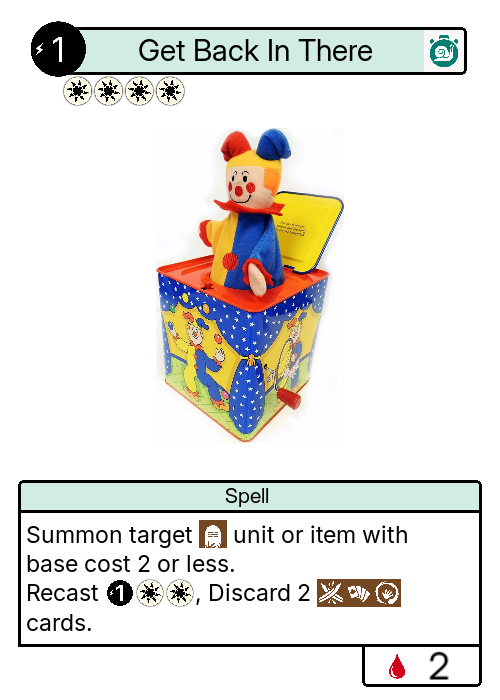 1
Get Back In There
Spell
Summon target unit or item with
base cost 2 or less.
Recast 1, Discard 2
cards.
2